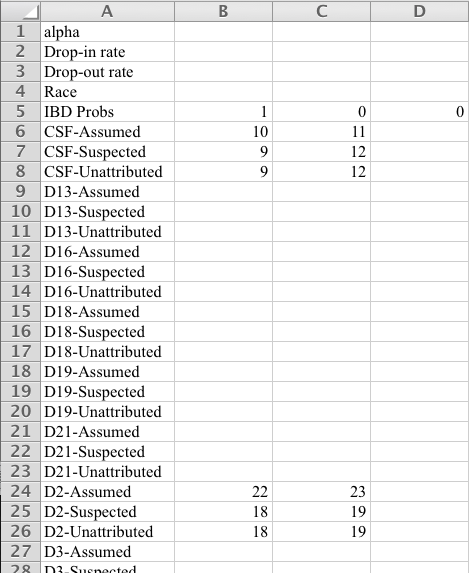 A B C D
1 alpha
2 Drop-in rate
3 Drop-out rate
4 Race
5 IBD Probs 1 0 0
6 CSF-Assumed 10 11
7 CSF-Suspected 9 12
8 CSF-Unattributed 9 12
9 D13-Assumed
10 D13-Suspected
11 D13-Unattributed
12 D16-Assumed
13 D16-Suspected
14 D16-Unattributed
15 D18-Assumed
16 D18-Suspected
17 D18-Unattributed
18 D19-Assumed
19 D19-Suspected
20 D19-Unattributed
21 D21-Assumed
22 D21-Suspected
23 D21-Unattributed
24 D2-Assumed 22 23
25 D2-Suspected 18 19
26 D2-Unattributed 18 19
27 D3-Assumed
28 D3-Suspected